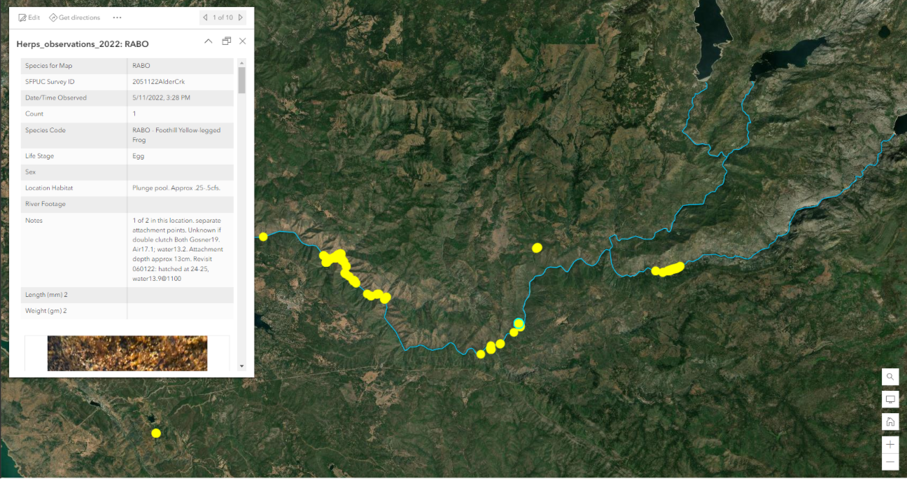 Edit Get directions ••• 1 of 10
Herps_observations_2022: RABO
Species for Map RABO
SFPUC Survey ID 2051122AlderCrk
Date/Time Observed 5/11/2022, 3:28 PM
Count 1
Species Code RABO - Foothill Yellow-legged
Frog
Life Stage Egg
Sex
Location Habitat Plunge pool. Approx .25-.5cfs.
River Footage
Notes 1 of 2 in this location, separate
attachment points. Unknown if
double clutch Both Gosner19.
Air17.1; water13.2. Attachment
depth approx 13cm. Revisit
060122: hatched at 24-25,
water13.9@1100
Length (mm) 2
Weight (gm) 2